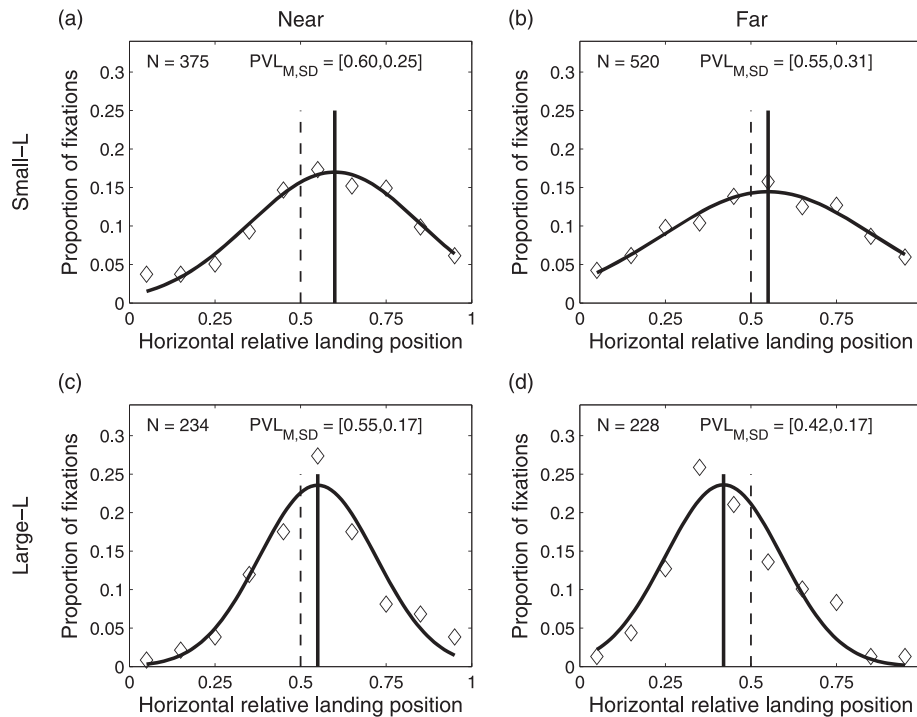 (a) Near (b) Far
Small-L
Proportion of fixations
0.3
0.25
0.2
0.15
0.1
0.05
0
N = 375 PVL_M,SD = [0.60,0.25]
0 0.25 0.5 0.75 1
Horizontal relative landing position
Proportion of fixations
0.3
0.25
0.2
0.15
0.1
0.05
0
N = 520 PVL_M,SD = [0.55,0.31]
0 0.25 0.5 0.75
Horizontal relative landing position
(c) (d)
Large-L
Proportion of fixations
0.3
0.25
0.2
0.15
0.1
0.05
0
N = 234 PVL_M,SD = [0.55,0.17]
0 0.25 0.5 0.75 1
Horizontal relative landing position
Proportion of fixations
0.3
0.25
0.2
0.15
0.1
0.05
0
N = 228 PVL_M,SD = [0.42,0.17]
0 0.25 0.5 0.75
Horizontal relative landing position